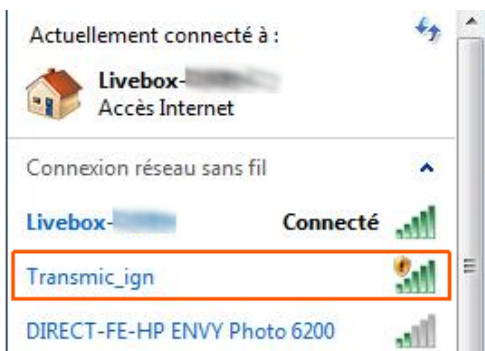 Actuellement connecté à :
Livebox-
Accès Internet
Connexion réseau sans fil
Livebox- Connecté
Transmic_ign
DIRECT-FE-HP ENVY Photo 6200